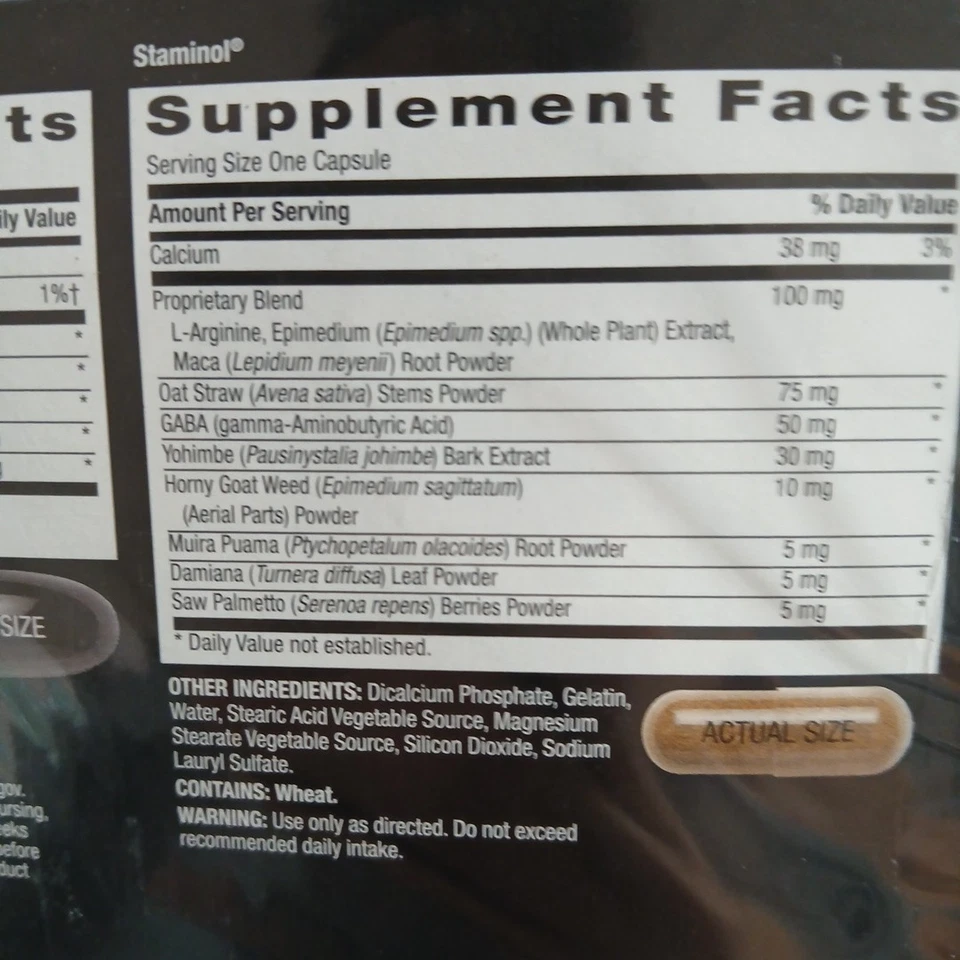 Staminol®
ts
Supplement Facts
Serving Size One Capsule
ily Value
Amount Per Serving % Daily Value
Calcium 38 mg 3%
1%†
Proprietary Blend 100 mg *
L-Arginine, Epimedium (Epimedium spp.) (Whole Plant) Extract,
Maca (Lepidium meyenii) Root Powder
*
*
*
*
*
Oat Straw (Avena sativa) Stems Powder 75 mg *
GABA (gamma-Aminobutyric Acid) 50 mg *
Yohimbe (Pausinystalia johimbe) Bark Extract 30 mg *
Horny Goat Weed (Epimedium sagittatum) 10 mg *
(Aerial Parts) Powder
Muira Puama (Ptychopetalum olacoides) Root Powder 5 mg *
Damiana (Turnera diffusa) Leaf Powder 5 mg *
Saw Palmetto (Serenoa repens) Berries Powder 5 mg *
* Daily Value not established.
SIZE
OTHER INGREDIENTS: Dicalcium Phosphate, Gelatin,
Water, Stearic Acid Vegetable Source, Magnesium
Stearate Vegetable Source, Silicon Dioxide, Sodium
Lauryl Sulfate.
ACTUAL SIZE
CONTAINS: Wheat.
WARNING: Use only as directed. Do not exceed
recommended daily intake.
gov.
ursing,
eeks
before
duct